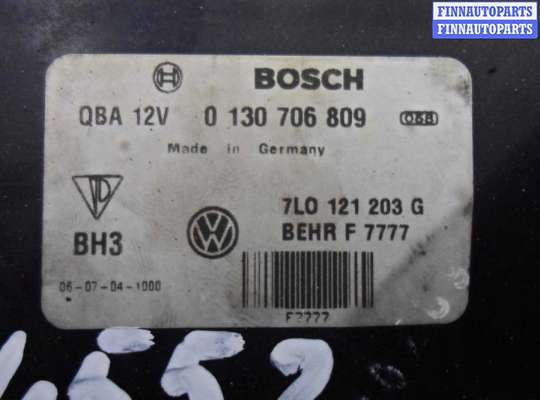 FINNAUTOPARTS
FINNAUTOPARTS
BOSCH
QBA 12V 0 130 706 809
Made in Germany
7L0 121 203 G
BH3
BEHR F 7777
06-07-04-1000
F7777